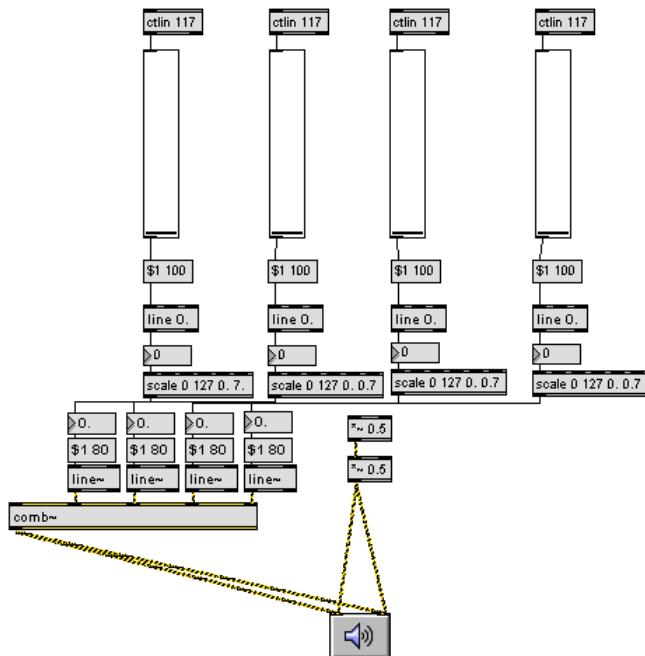 ctlin 117
ctlin 117
ctlin 117
ctlin 117
$1 100
$1 100
$1 100
$1 100
line 0.
line 0.
line 0.
line 0.
0
0
0
0
scale 0 127 0. 7.
scale 0 127 0. 0.7
scale 0 127 0. 0.7
scale 0 127 0. 0.7
0.
0.
0.
0.
*~ 0.5
$1 80
$1 80
$1 80
$1 80
*~ 0.5
line~
line~
line~
line~
comb~